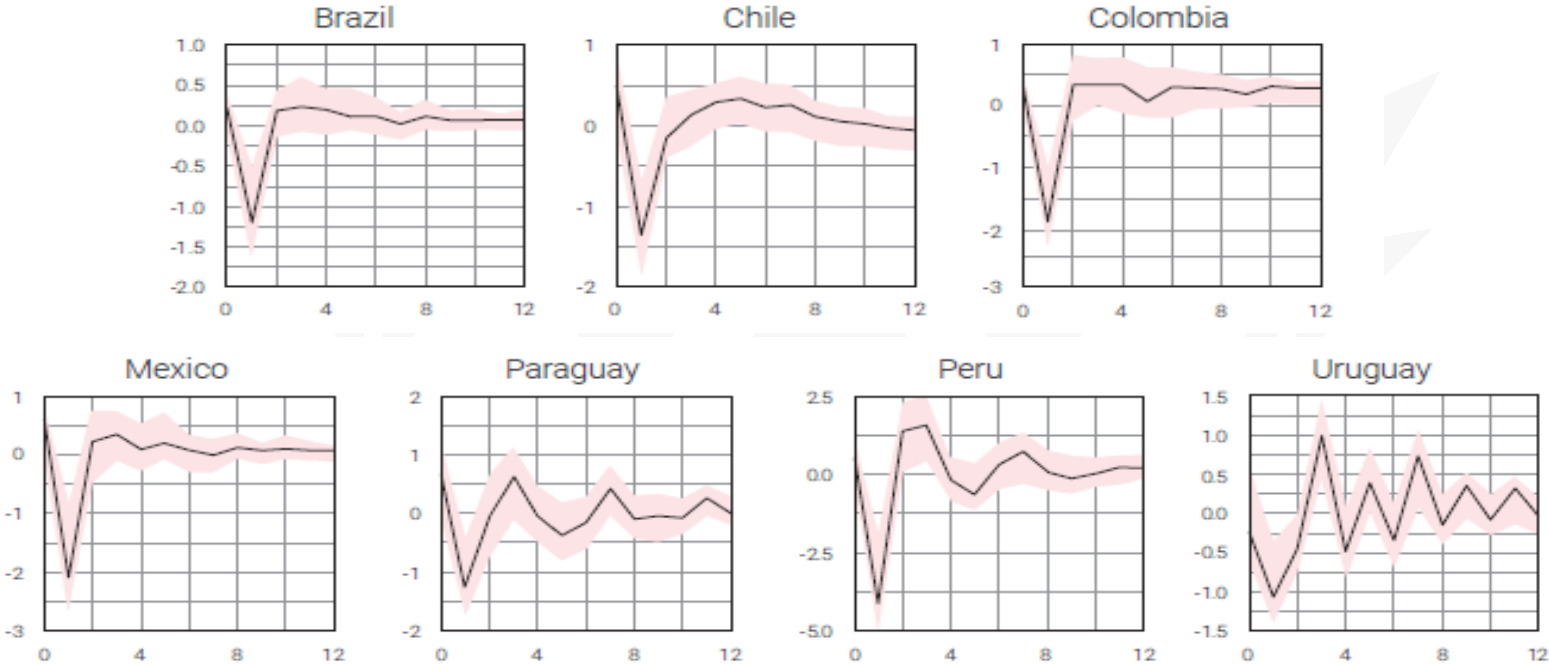 Brazil Chile Colombia
1.0 1 1
0.5
0.0 0 0
-0.5 -1
-1.0 -1
-1.5 -2
-2.0 -2 -3
0 4 8 12 0 4 8 12 0 4 8 12
Mexico Paraguay Peru Uruguay
1 2 2.5 1.5
0 1 0.0 1.0
0.5
-1 0 0.0
-2 -1 -2.5 -0.5
-1.0
-3 -2 -5.0 -1.5
0 4 8 12 0 4 8 12 0 4 8 12 0 4 8 12